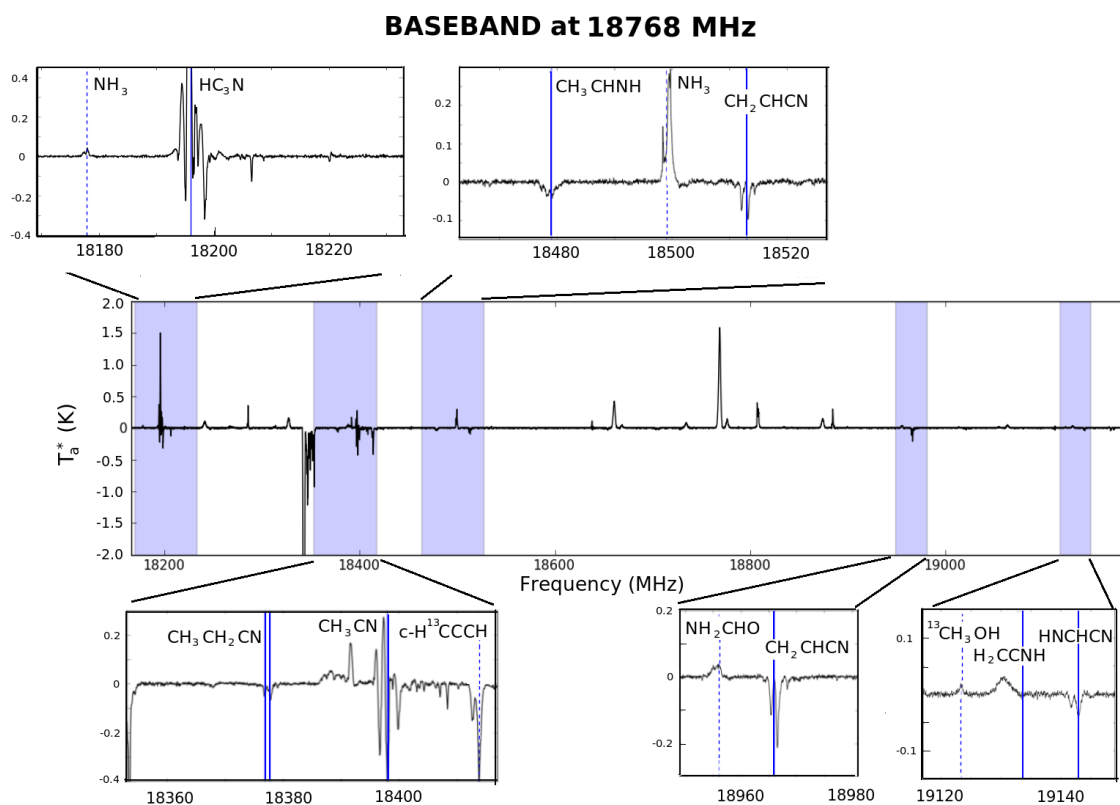 BASEBAND at 18768 MHz
0.4
0.2
0
-0.2
-0.4
NH3
HC3N
18180
18200
18220
0.2
0.1
0
-0.1
CH3CHNH
NH3
CH2CHCN
18480
18500
18520
Ta* (K)
2.0
1.5
1.0
0.5
0
-0.5
-1.0
-1.5
-2.0
18200
18400
18600
18800
19000
Frequency (MHz)
0.2
0
-0.2
-0.4
CH3CH2CN
CH3CN
c-H13CCCH
18360
18380
18400
0.2
0
-0.2
NH2CHO
CH2CHCN
18960
18980
0.1
0
-0.1
13CH3OH
H2CCNH
HNCHCN
19120
19140